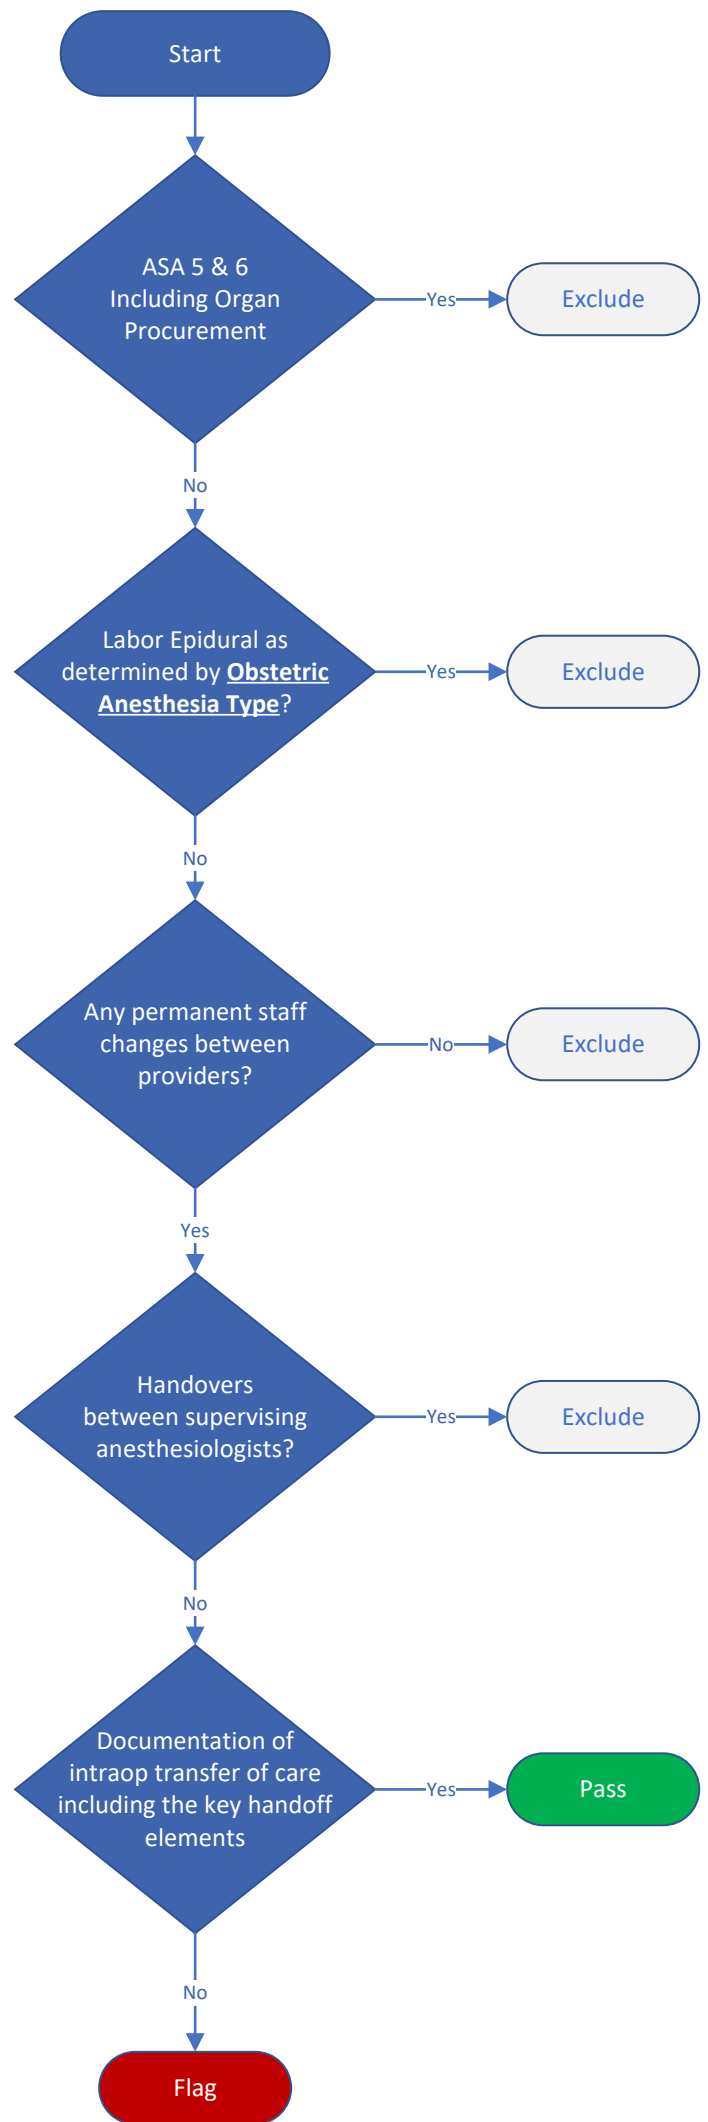 Start
ASA 5 & 6
Including Organ
Procurement
Yes
Exclude
No
Labor Epidural as
determined by Obstetric
Anesthesia Type?
Yes
Exclude
No
Any permanent staff
changes between
providers?
No
Exclude
Yes
Handovers
between supervising
anesthesiologists?
Yes
Exclude
No
Documentation of
intraop transfer of care
including the key handoff
elements
Yes
Pass
No
Flag